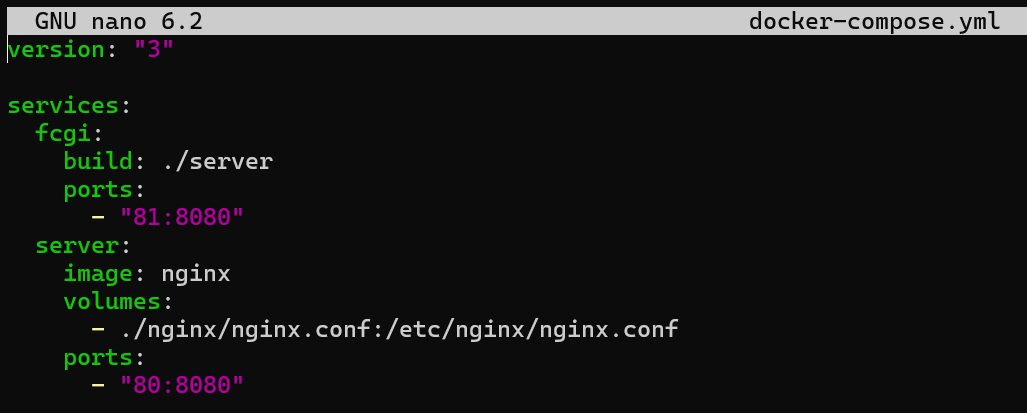 GNU nano 6.2 docker-compose.yml
version: "3"

services:
  fcgi:
    build: ./server
    ports:
      - "81:8080"
  server:
    image: nginx
    volumes:
      - ./nginx/nginx.conf:/etc/nginx/nginx.conf
    ports:
      - "80:8080"